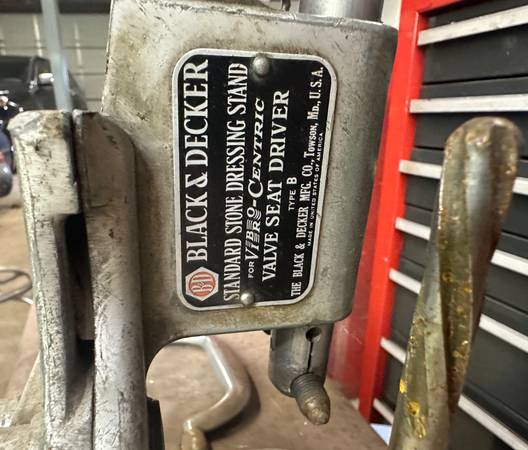 B&D
BLACK & DECKER
STANDARD STONE DRESSING STAND
FOR VIBRO-CENTRIC
VALVE SEAT DRIVER
TYPE B
THE BLACK & DECKER MFG. CO., TOWSON, MD., U.S.A.
MADE IN UNITED STATES OF AMERICA